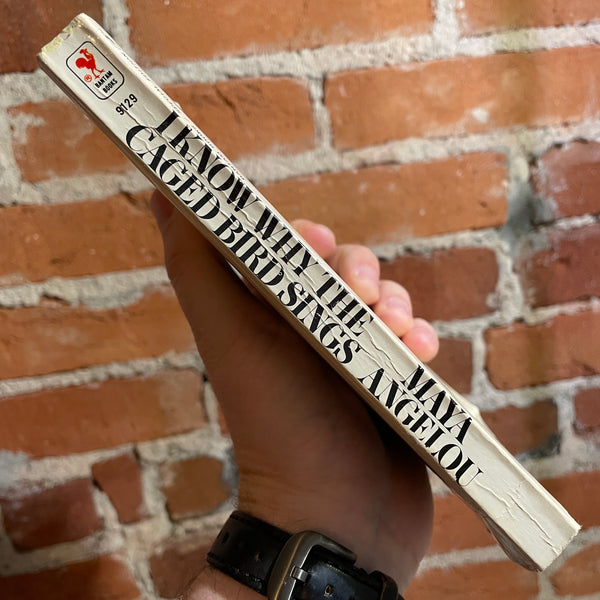 BANTAM
BOOKS
9129
I KNOW WHY THE
CAGED BIRD SINGS
MAYA
ANGELOU